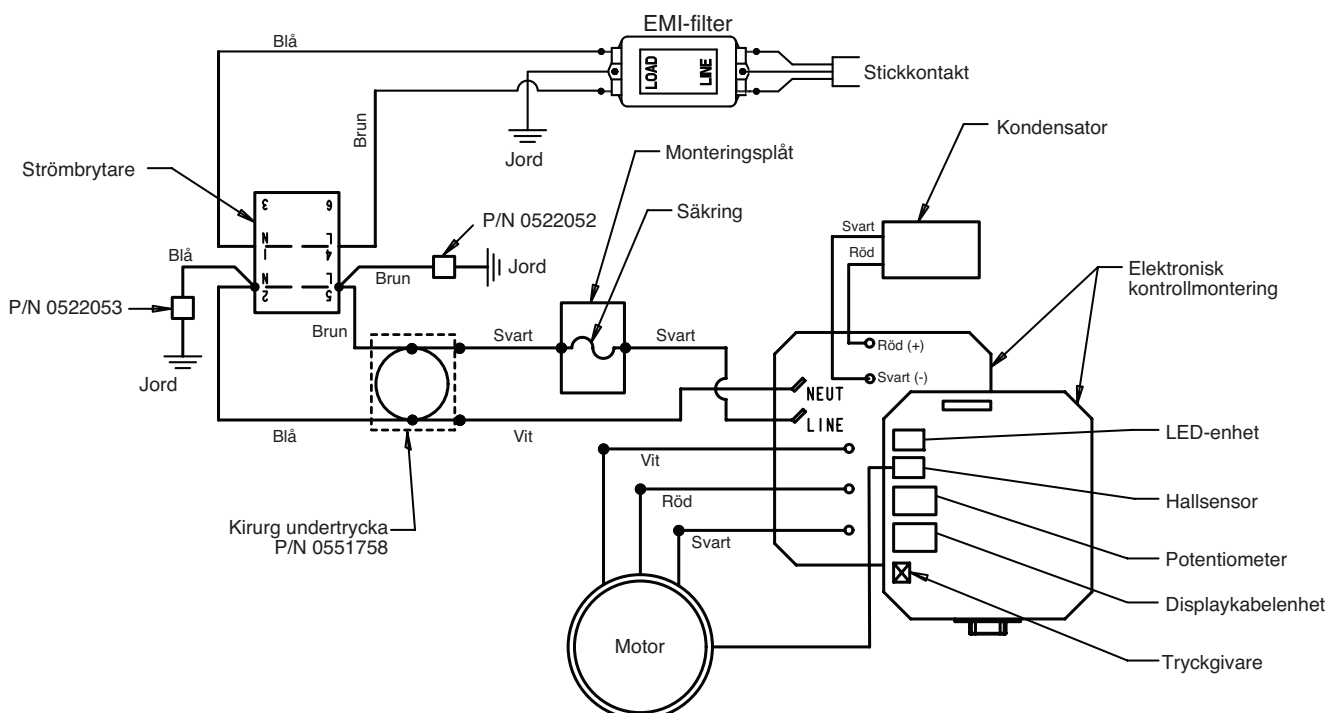 EMI-filter
Blå
LOAD
LINE
Stickkontakt
Brun
Jord
Kondensator
Monteringsplåt
Strömbrytare
3
6
Säkring
P/N 0522052
Svart
Röd
N
L
1
4
Blå
Brun
Jord
Elektronisk
kontrollmontering
N
L
2
5
P/N 0522053
Brun
Svart
Svart
Röd (+)
Jord
Svart (-)
NEUT
LINE
Blå
Vit
LED-enhet
Vit
Röd
Hallsensor
Kirurg undertrycka
P/N 0551758
Svart
Potentiometer
Displaykabelenhet
Motor
Tryckgivare